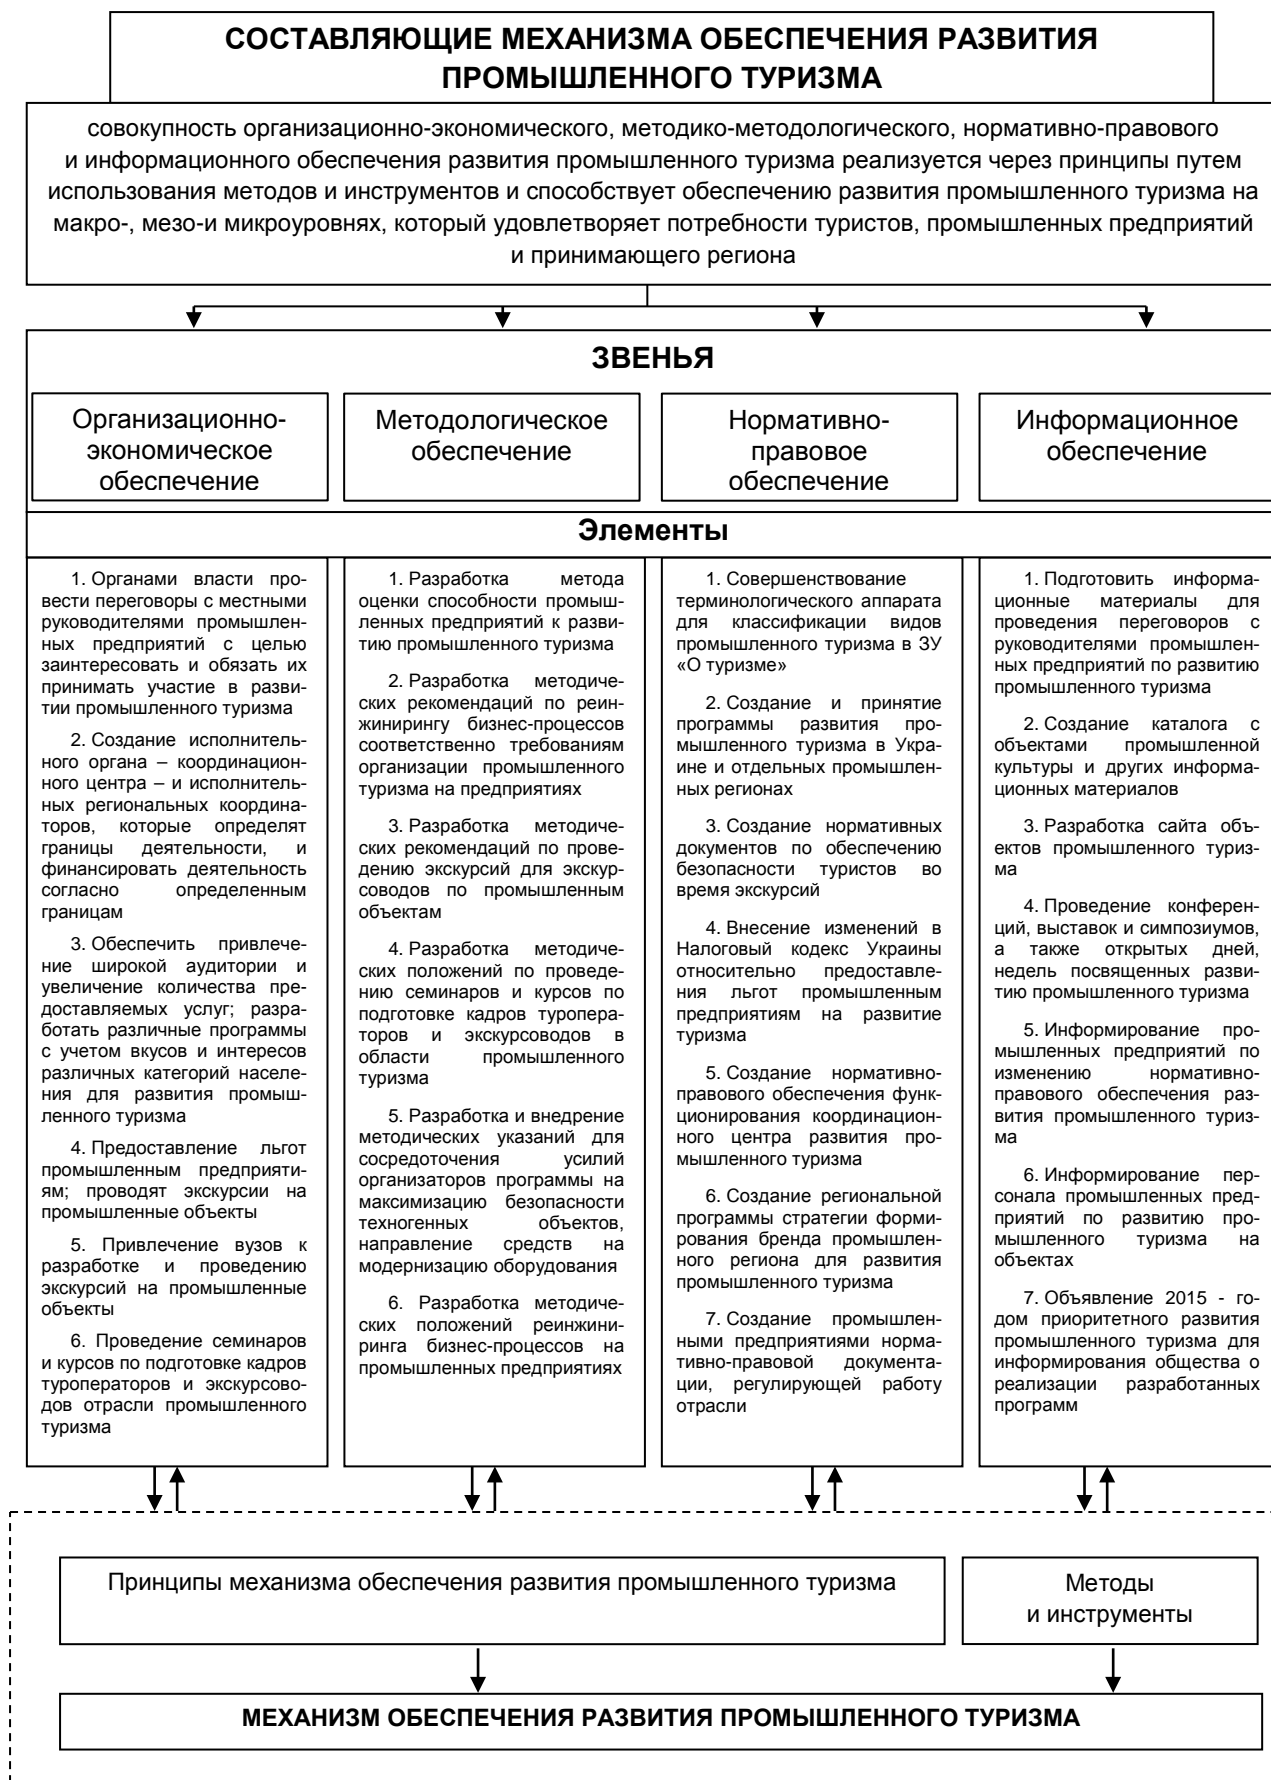 СОСТАВЛЯЮЩИЕ МЕХАНИЗМА ОБЕСПЕЧЕНИЯ РАЗВИТИЯ
ПРОМЫШЛЕННОГО ТУРИЗМА
совокупность организационно-экономического, методико-методологического, нормативно-правового
и информационного обеспечения развития промышленного туризма реализуется через принципы путем
использования методов и инструментов и способствует обеспечению развития промышленного туризма на
макро-, мезо-и микроуровнях, который удовлетворяет потребности туристов, промышленных предприятий
и принимающего региона
ЗВЕНЬЯ
Организационно-
экономическое
обеспечение
Методологическое
обеспечение
Нормативно-
правовое
обеспечение
Информационное
обеспечение
Элементы
1. Органами власти про-
вести переговоры с местными
руководителями промышлен-
ных предприятий с целью
заинтересовать и обязать их
принимать участие в разви-
тии промышленного туризма
2. Создание исполнитель-
ного органа – координацион-
ного центра – и исполнитель-
ных региональных координа-
торов, которые определят
границы деятельности, и
финансировать деятельность
согласно определенным
границам
3. Обеспечить привлече-
ние широкой аудитории и
увеличение количества пре-
доставляемых услуг; разра-
ботать различные программы
с учетом вкусов и интересов
различных категорий населе-
ния для развития промыш-
ленного туризма
4. Предоставление льгот
промышленным предприяти-
ям; проводят экскурсии на
промышленные объекты
5. Привлечение вузов к
разработке и проведению
экскурсий на промышленные
объекты
6. Проведение семинаров
и курсов по подготовке кадров
туроператоров и экскурсово-
дов отрасли промышленного
туризма
1. Разработка метода
оценки способности промыш-
ленных предприятий к разви-
тию промышленного туризма
2. Разработка методиче-
ских рекомендаций по реин-
жинирингу бизнес-процессов
соответственно требованиям
организации промышленного
туризма на предприятиях
3. Разработка методиче-
ских рекомендаций по прове-
дению экскурсий для экскур-
соводов по промышленным
объектам
4. Разработка методиче-
ских положений по проведе-
нию семинаров и курсов по
подготовке кадров туропера-
торов и экскурсоводов в
области промышленного
туризма
5. Разработка и внедрение
методических указаний для
сосредоточения усилий
организаторов программы на
максимизацию безопасности
техногенных объектов,
направление средств на
модернизацию оборудования
6. Разработка методиче-
ских положений реинжини-
ринга бизнес-процессов на
промышленных предприятиях
1. Совершенствование
терминологического аппарата
для классификации видов
промышленного туризма в ЗУ
«О туризме»
2. Создание и принятие
программы развития про-
мышленного туризма в Укра-
ине и отдельных промышлен-
ных регионах
3. Создание нормативных
документов по обеспечению
безопасности туристов во
время экскурсий
4. Внесение изменений в
Налоговый кодекс Украины
относительно предоставле-
ния льгот промышленным
предприятиям на развитие
туризма
5. Создание нормативно-
правового обеспечения функ-
ционирования координацион-
ного центра развития про-
мышленного туризма
6. Создание региональной
программы стратегии форми-
рования бренда промышлен-
ного региона для развития
промышленного туризма
7. Создание промышлен-
ными предприятиями норма-
тивно-правовой документа-
ции, регулирующей работу
отрасли
1. Подготовить информа-
ционные материалы для
проведения переговоров с
руководителями промышлен-
ных предприятий по развитию
промышленного туризма
2. Создание каталога с
объектами промышленной
культуры и других информа-
ционных материалов
3. Разработка сайта объ-
ектов промышленного туриз-
ма
4. Проведение конферен-
ций, выставок и симпозиумов,
а также открытых дней,
недель посвященных разви-
тию промышленного туризма
5. Информирование про-
мышленных предприятий по
изменению нормативно-
правового обеспечения раз-
вития промышленного туриз-
ма
6. Информирование пер-
сонала промышленных пред-
приятий по развитию про-
мышленного туризма на
объектах
7. Объявление 2015 - го-
дом приоритетного развития
промышленного туризма для
информирования общества о
реализации разработанных
программ
Принципы механизма обеспечения развития промышленного туризма
Методы
и инструменты
МЕХАНИЗМ ОБЕСПЕЧЕНИЯ РАЗВИТИЯ ПРОМЫШЛЕННОГО ТУРИЗМА